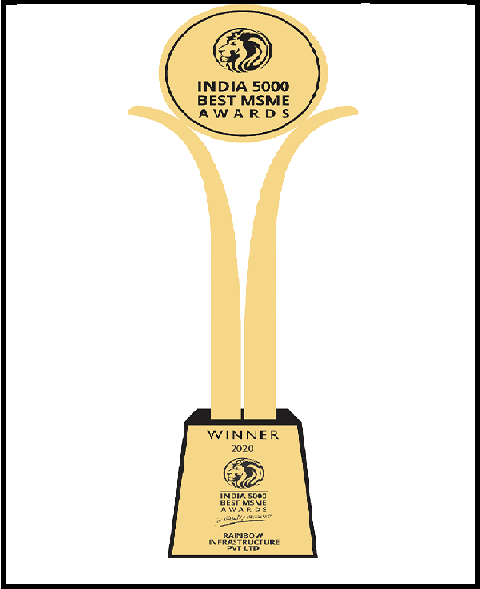 INDIA 5000
BEST MSME
AWARDS
WINNER
2020
INDIA 5000
BEST MSME
AWARDS
RAINBOW
INFRASTRUCTURE
PVT LTD